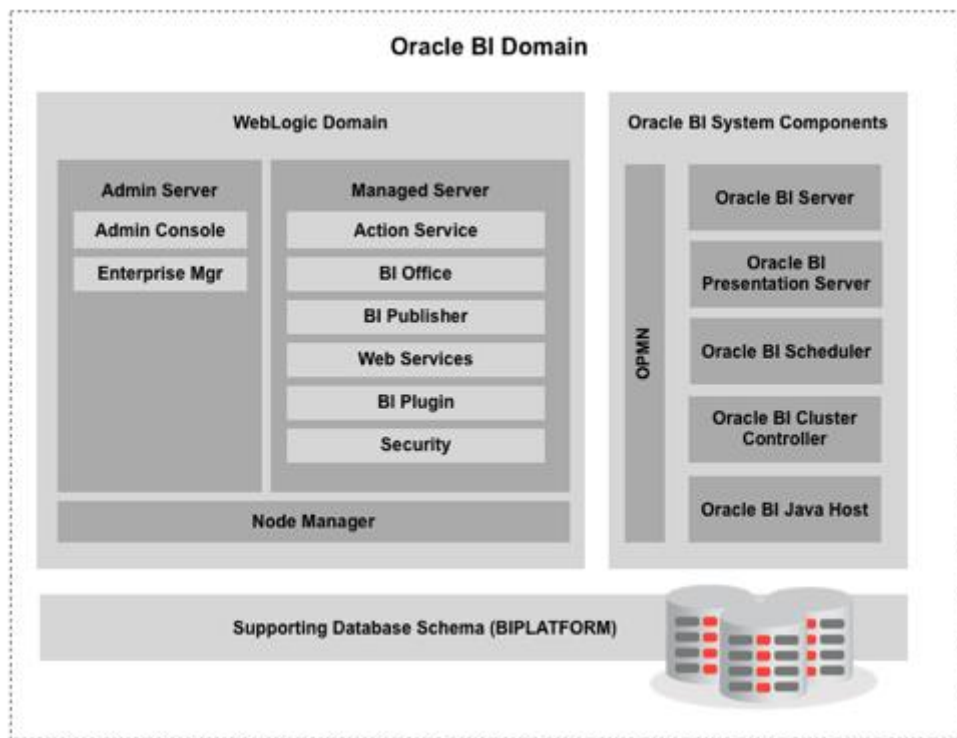 Oracle BI Domain
WebLogic Domain
Admin Server
Admin Console
Enterprise Mgr
Managed Server
Action Service
BI Office
BI Publisher
Web Services
BI Plugin
Security
Node Manager
Oracle BI System Components
OPMN
Oracle BI Server
Oracle BI
Presentation Server
Oracle BI Scheduler
Oracle BI Cluster
Controller
Oracle BI Java Host
Supporting Database Schema (BIPLATFORM)